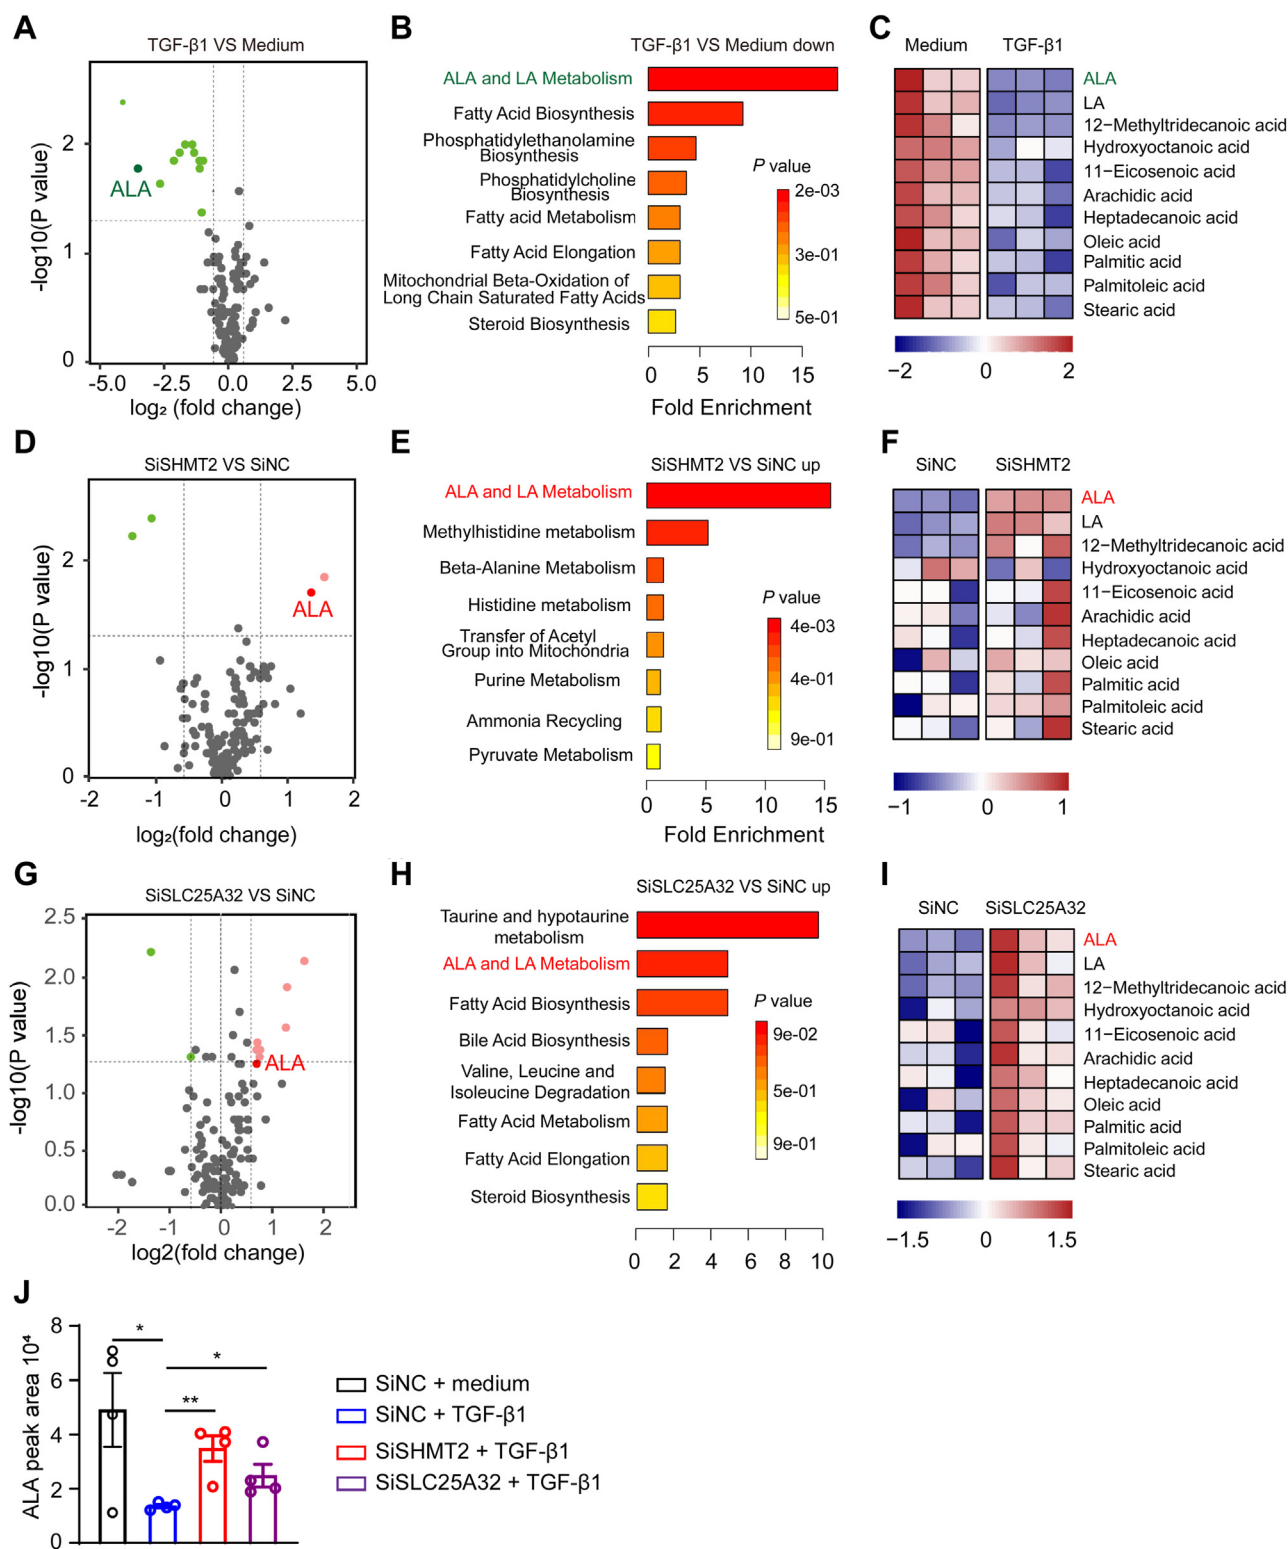 A
TGF-β1 VS Medium
-log10(P value)
2
1
0
ALA
-5.0
-2.5
0.0
2.5
5.0
log₂ (fold change)
B
TGF-β1 VS Medium down
ALA and LA Metabolism
Fatty Acid Biosynthesis
Phosphatidylethanolamine
Biosynthesis
Phosphatidylcholine
Biosynthesis
Fatty acid Metabolism
Fatty Acid Elongation
Mitochondrial Beta-Oxidation of
Long Chain Saturated Fatty Acids
Steroid Biosynthesis
P value
2e-03
3e-01
5e-01
0
5
10
15
Fold Enrichment
C
Medium
TGF-β1
ALA
LA
12−Methyltridecanoic acid
Hydroxyoctanoic acid
11−Eicosenoic acid
Arachidic acid
Heptadecanoic acid
Oleic acid
Palmitic acid
Palmitoleic acid
Stearic acid
−2
0
2
D
SiSHMT2 VS SiNC
-log10(P value)
2
1
0
ALA
-2
-1
0
1
2
log₂(fold change)
E
SiSHMT2 VS SiNC up
ALA and LA Metabolism
Methylhistidine metabolism
Beta-Alanine Metabolism
Histidine metabolism
Transfer of Acetyl
Group into Mitochondria
Purine Metabolism
Ammonia Recycling
Pyruvate Metabolism
P value
4e-03
4e-01
9e-01
0
5
10
15
Fold Enrichment
F
SiNC
SiSHMT2
ALA
LA
12−Methyltridecanoic acid
Hydroxyoctanoic acid
11−Eicosenoic acid
Arachidic acid
Heptadecanoic acid
Oleic acid
Palmitic acid
Palmitoleic acid
Stearic acid
−1
0
1
G
SiSLC25A32 VS SiNC
-log10(P value)
2.5
2.0
1.5
1.0
0.5
0.0
ALA
-2
-1
0
1
2
log2(fold change)
H
SiSLC25A32 VS SiNC up
Taurine and hypotaurine
metabolism
ALA and LA Metabolism
Fatty Acid Biosynthesis
Bile Acid Biosynthesis
Valine, Leucine and
Isoleucine Degradation
Fatty Acid Metabolism
Fatty Acid Elongation
Steroid Biosynthesis
P value
9e-02
5e-01
9e-01
0
2
4
6
8
10
I
SiNC
SiSLC25A32
ALA
LA
12−Methyltridecanoic acid
Hydroxyoctanoic acid
11−Eicosenoic acid
Arachidic acid
Heptadecanoic acid
Oleic acid
Palmitic acid
Palmitoleic acid
Stearic acid
−1.5
0
1.5
J
ALA peak area 10⁴
8
6
4
2
0
*
*
**
SiNC + medium
SiNC + TGF-β1
SiSHMT2 + TGF-β1
SiSLC25A32 + TGF-β1